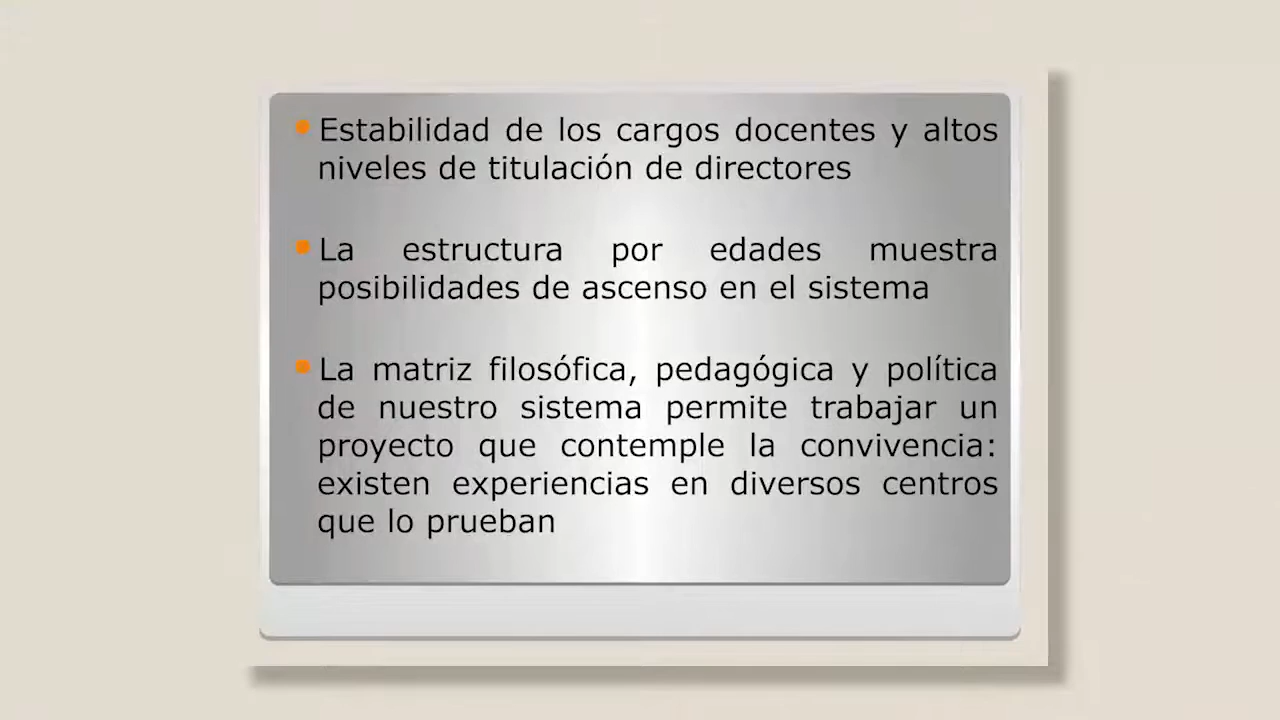 Estabilidad de los cargos docentes y altos
niveles de titulación de directores
La estructura por edades muestra
posibilidades de ascenso en el sistema
La matriz filosófica, pedagógica y política
de nuestro sistema permite trabajar un
proyecto que contemple la convivencia:
existen experiencias en diversos centros
que lo prueban